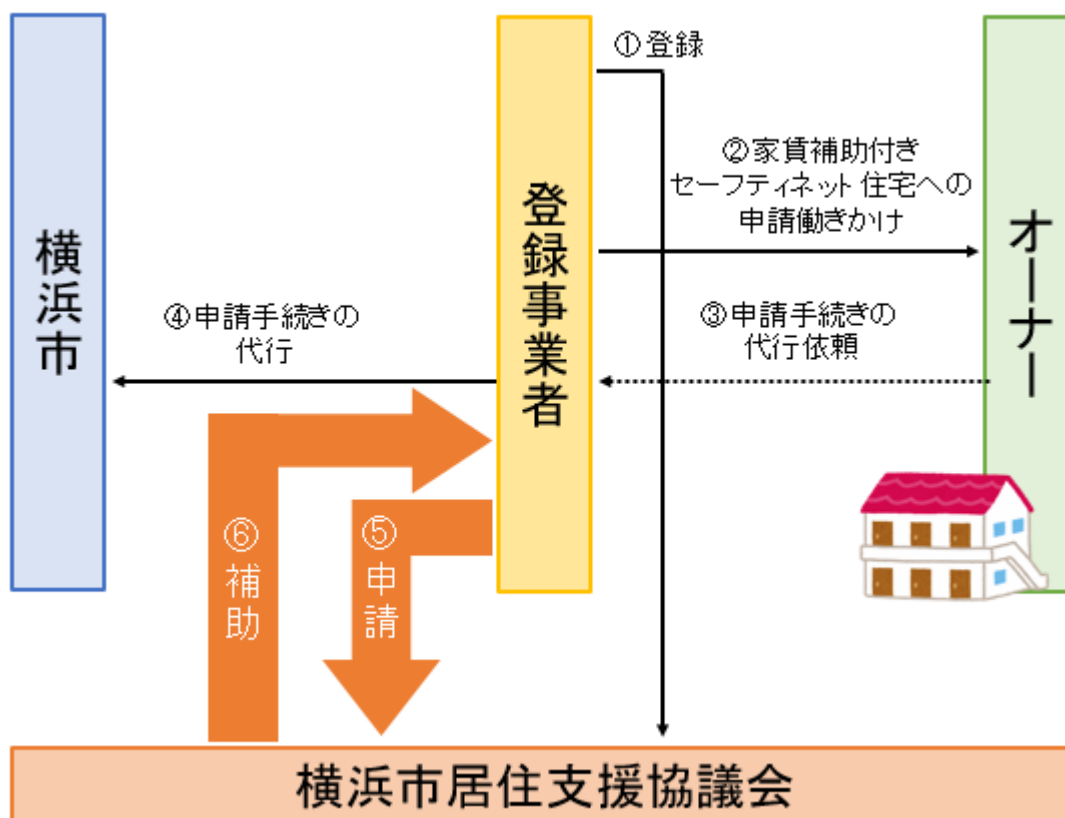 ①登録
②家賃補助付き
セーフティネット住宅への
申請働きかけ
横浜市
登録事業者
オーナー
③申請手続きの
代行依頼
④申請手続きの
代行
⑤申請
⑥補助
横浜市居住支援協議会